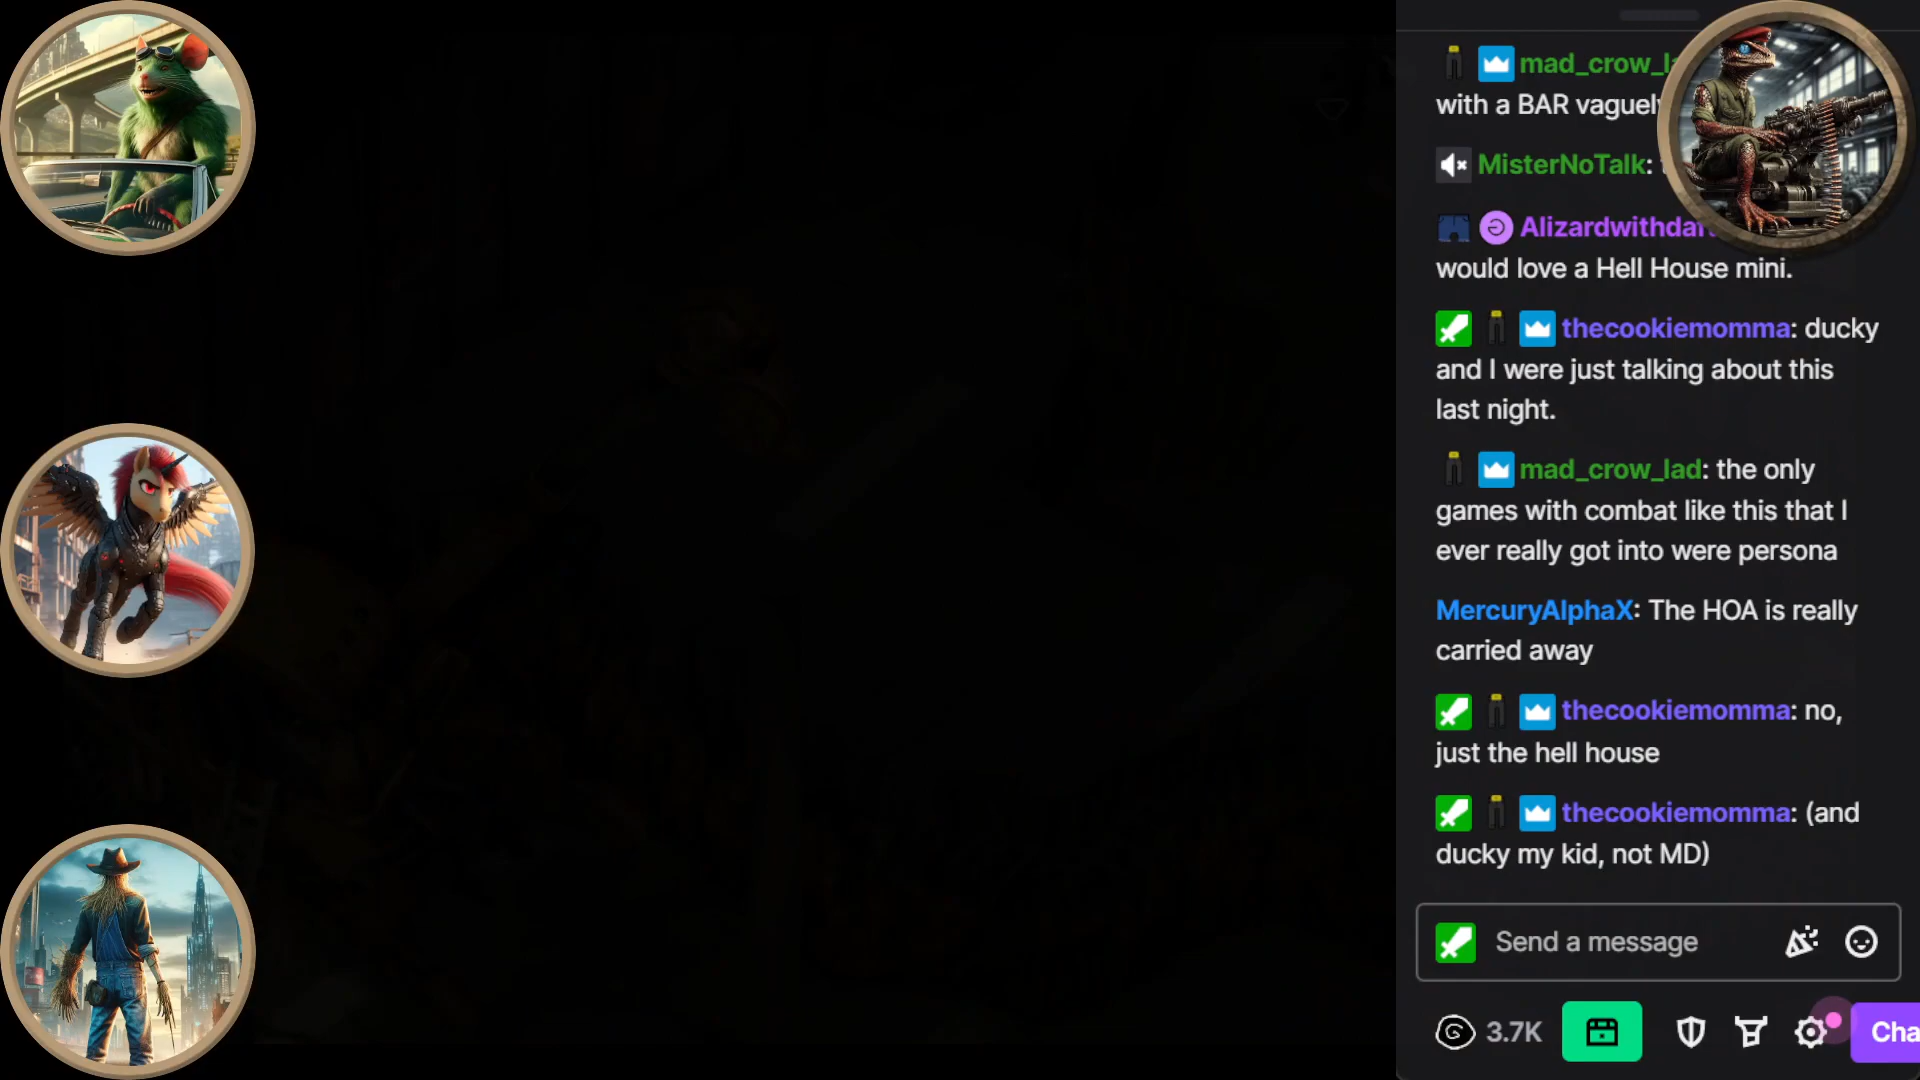 mad_crow_la
with a BAR vaguely
MisterNoTalk:
Alizardwithdar
would love a Hell House mini.
thecookiemomma: ducky
and I were just talking about this
last night.
mad_crow_lad: the only
games with combat like this that I
ever really got into were persona
MercuryAlphaX: The HOA is really
carried away
thecookiemomma: no,
just the hell house
thecookiemomma: (and
ducky my kid, not MD)
Send a message
3.7K
Cha